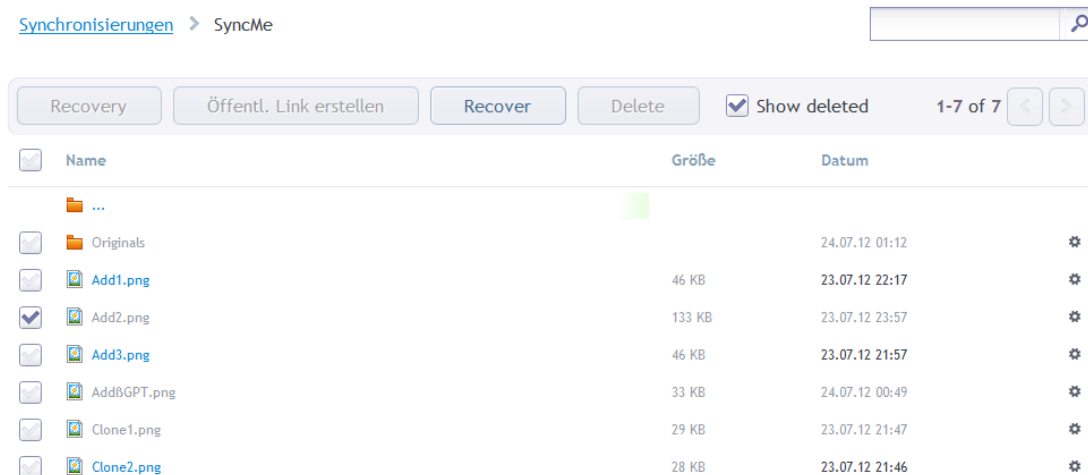 Synchronisierungen > SyncMe
Recovery Öffentl. Link erstellen Recover Delete Show deleted 1-7 of 7
Name Größe Datum
...
Originals 24.07.12 01:12
Add1.png 46 KB 23.07.12 22:17
Add2.png 133 KB 23.07.12 23:57
Add3.png 46 KB 23.07.12 21:57
AddßGPT.png 33 KB 24.07.12 00:49
Clone1.png 29 KB 23.07.12 21:47
Clone2.png 28 KB 23.07.12 21:46